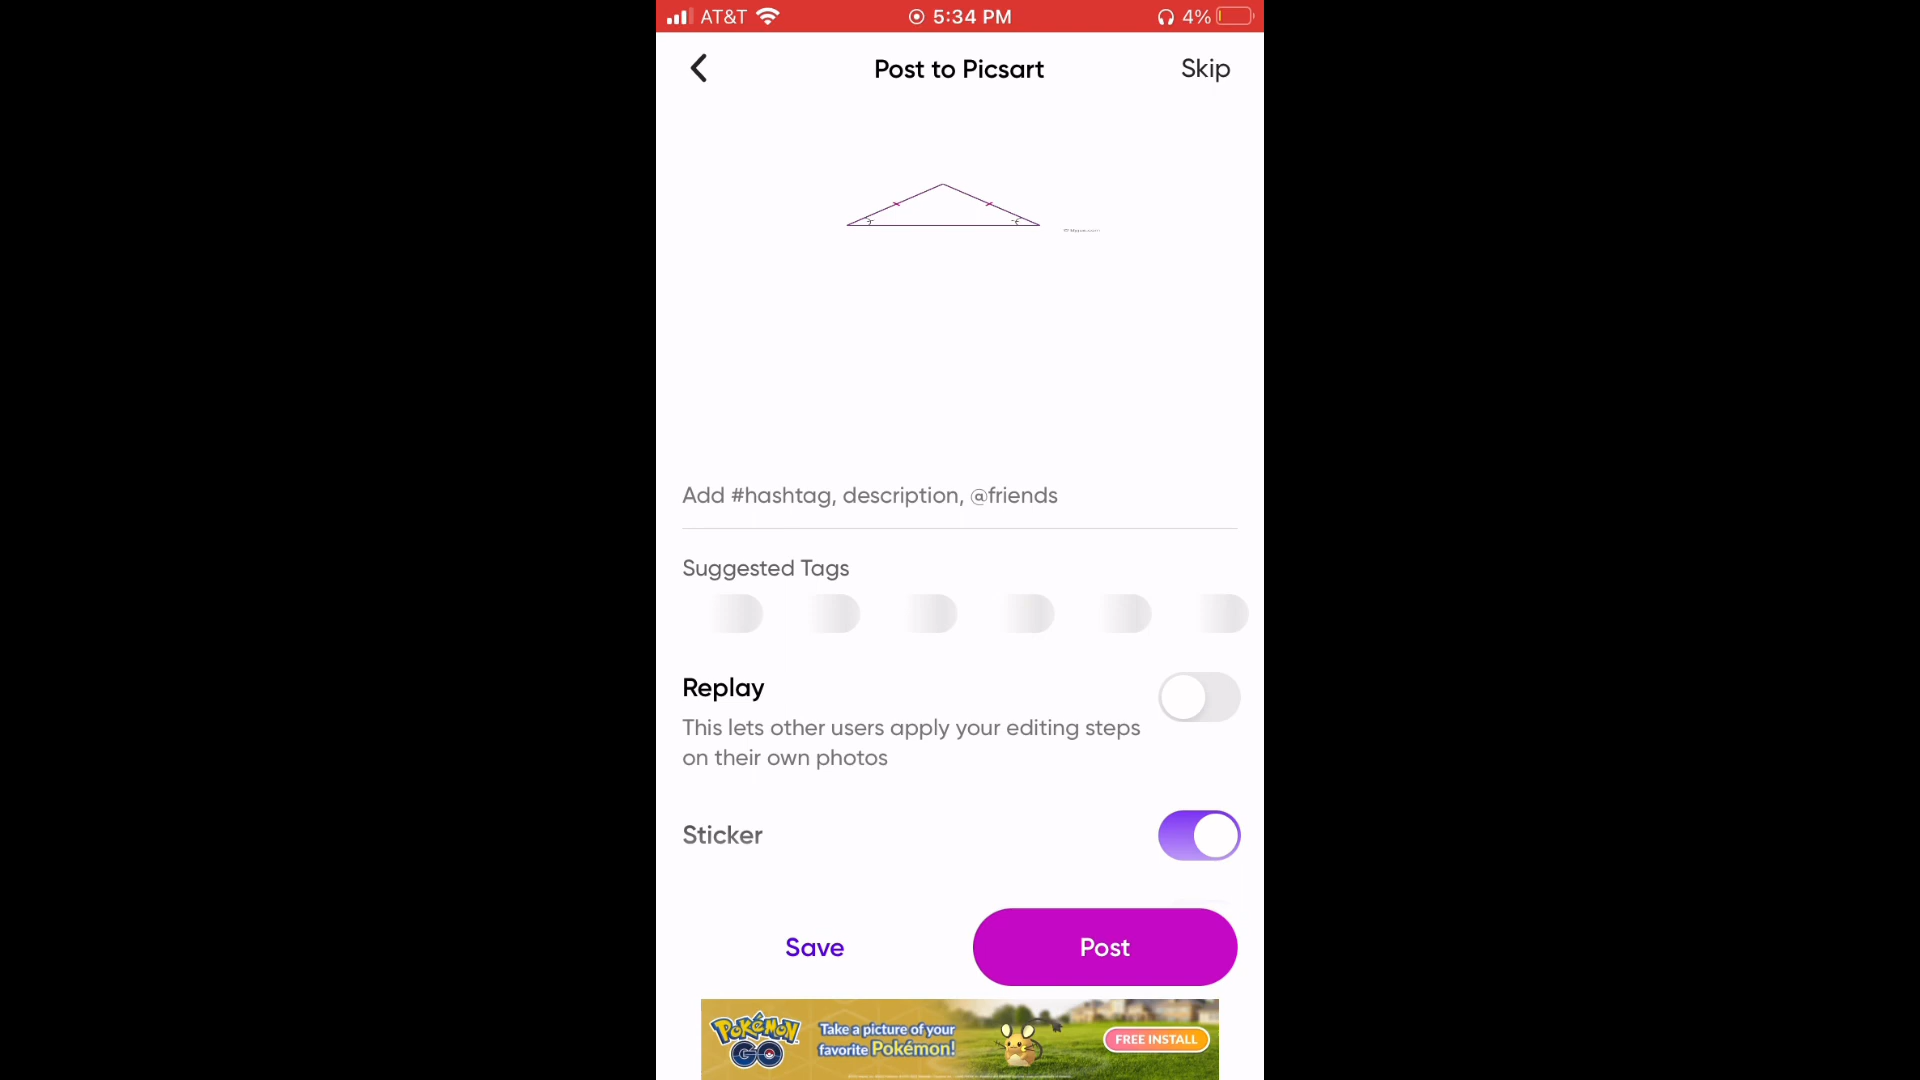 AT&T 5:34 PM 4%
Post to Picsart Skip
Add #hashtag, description, @friends
Suggested Tags
Replay
This lets other users apply your editing steps
on their own photos
Sticker
Save Post
POKÉMON GO
Take a picture of your
favorite Pokémon!
FREE INSTALL